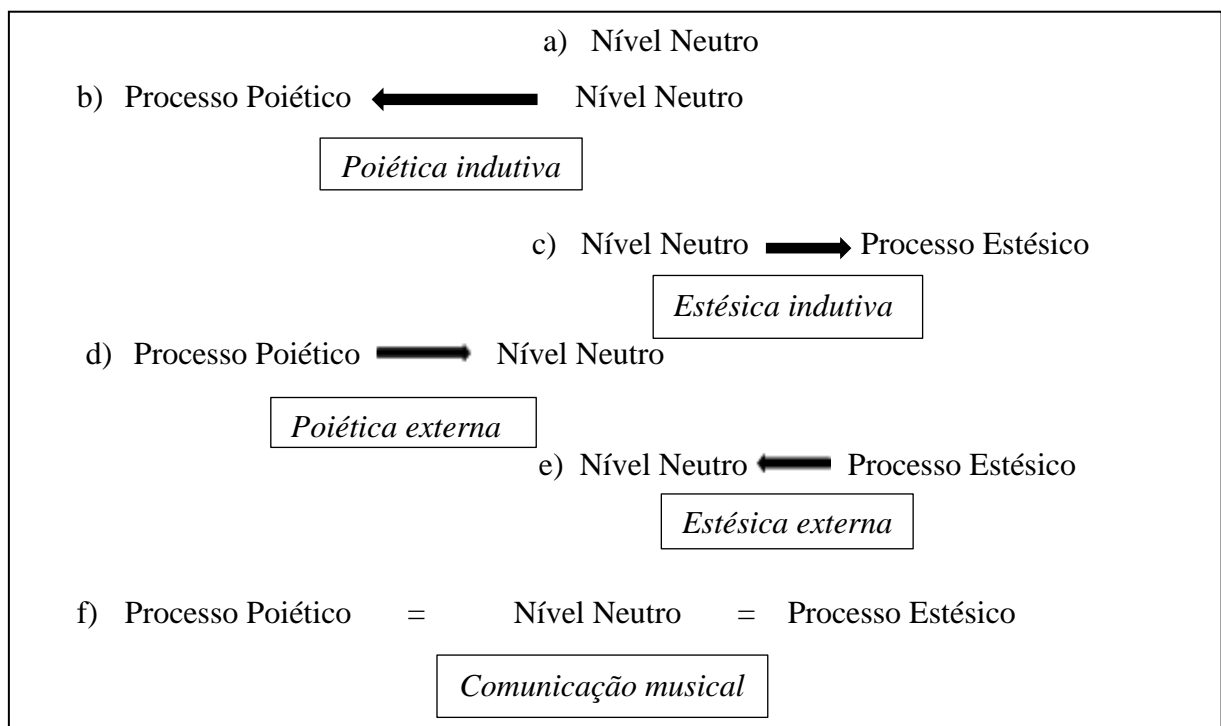 a) Nível Neutro
b) Processo Poiético Nível Neutro
Poiética indutiva
c) Nível Neutro Processo Estésico
Estésica indutiva
d) Processo Poiético Nível Neutro
Poiética externa
e) Nível Neutro Processo Estésico
Estésica externa
f) Processo Poiético = Nível Neutro = Processo Estésico
Comunicação musical